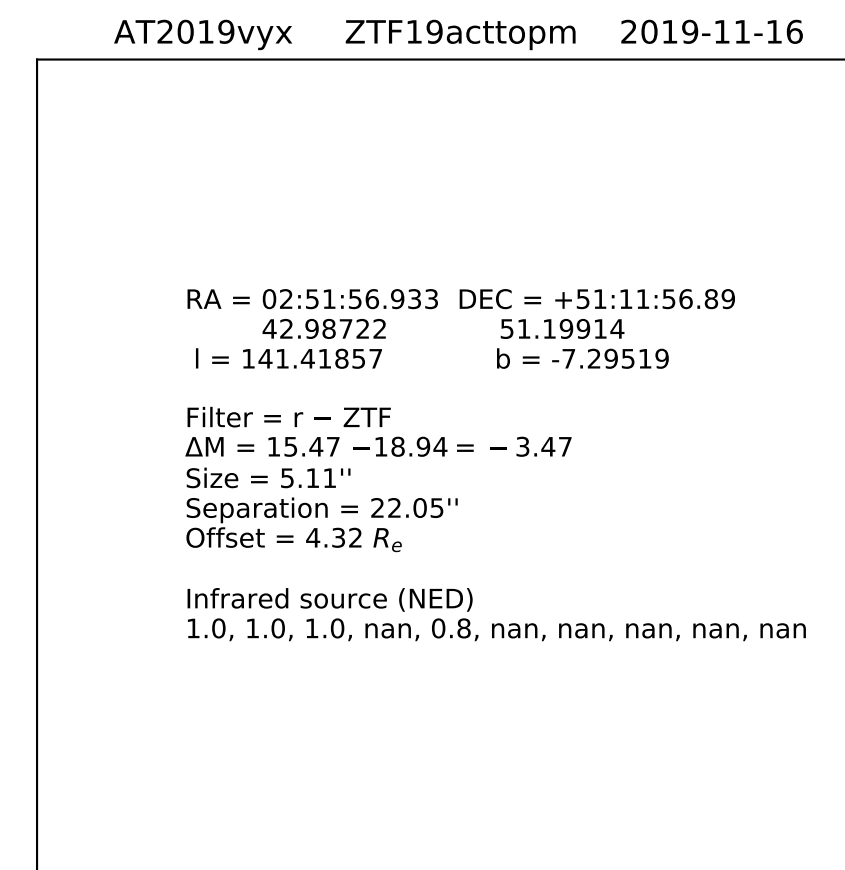 AT2019vyx ZTF19acttopm 2019-11-16
RA = 02:51:56.933 DEC = +51:11:56.89
42.98722 51.19914
l = 141.41857 b = -7.29519
Filter = r − ZTF
ΔM = 15.47 −18.94 = − 3.47
Size = 5.11''
Separation = 22.05''
Offset = 4.32 Re
Infrared source (NED)
1.0, 1.0, 1.0, nan, 0.8, nan, nan, nan, nan, nan